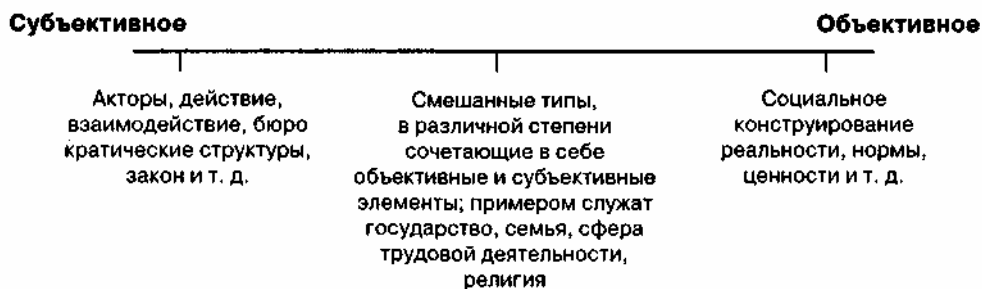 Субъективное Объективное
Акторы, действие, Смешанные типы, Социальное
взаимодействие, бюро в различной степени конструирование
кратические структуры, сочетающие в себе реальности, нормы,
закон и т. д. объективные и субъективные ценности и т. д.
элементы; примером служат
государство, семья, сфера
трудовой деятельности,
религия